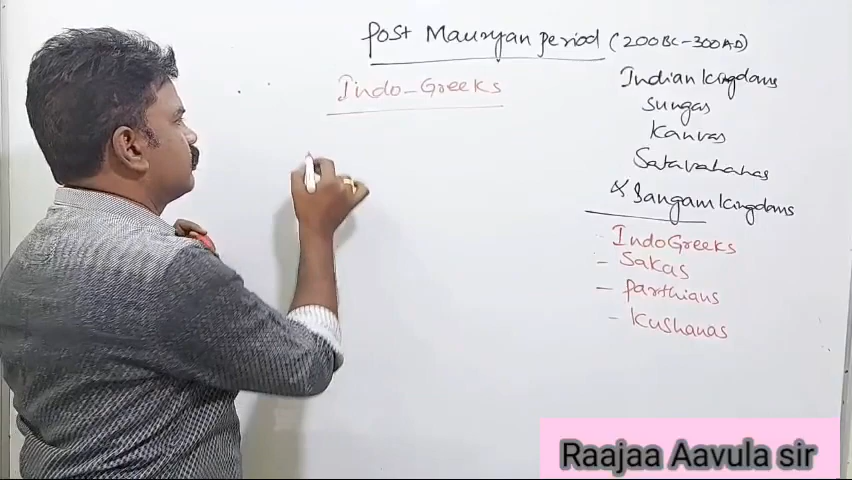 Post Mauryan period (200BC-300AD)
Indo-Greeks
Indian kingdoms
Sungas
Kanvas
Satavahanas
& Sangam kingdoms
- IndoGreeks
- Sakas
- Parthians
- Kushanas
Raajaa Aavula sir